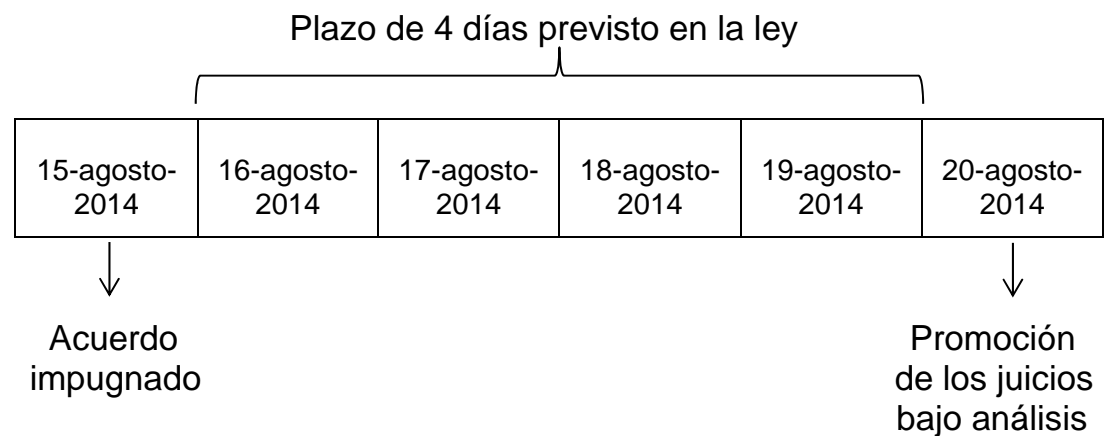 Plazo de 4 días previsto en la ley
15-agosto-
2014
16-agosto-
2014
17-agosto-
2014
18-agosto-
2014
19-agosto-
2014
20-agosto-
2014
Acuerdo
impugnado
Promoción
de los juicios
bajo análisis